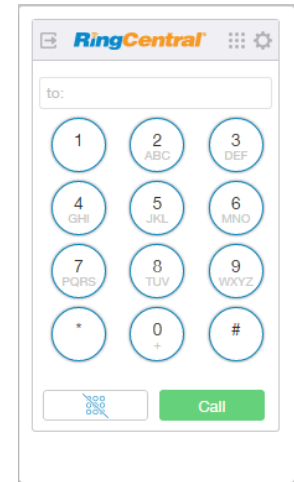 RingCentral
to:
1 2 3
ABC DEF
4 5 6
GHI JKL MNO
7 8 9
PQRS TUV WXYZ
* 0 #
+
Call